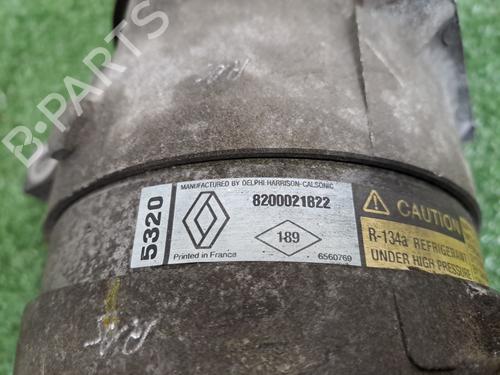 MANUFACTURED BY DELPHI HARRISON-CALSONIC
5320
8200021822
189
Printed in France
6560769
CAUTION
R-134a REFRIGERANT
UNDER HIGH PRESSURE
B-PARTS